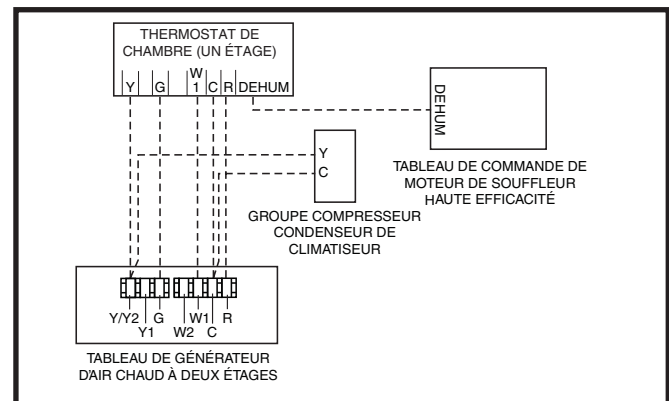 THERMOSTAT DE
CHAMBRE (UN ÉTAGE)
Y G W1 C R DEHUM
DEHUM
TABLEAU DE COMMANDE DE
MOTEUR DE SOUFFLEUR
HAUTE EFFICACITÉ
Y
C
GROUPE COMPRESSEUR
CONDENSEUR DE
CLIMATISEUR
Y/Y2 G W1 R
Y1 W2 C
TABLEAU DE GÉNÉRATEUR
D'AIR CHAUD À DEUX ÉTAGES